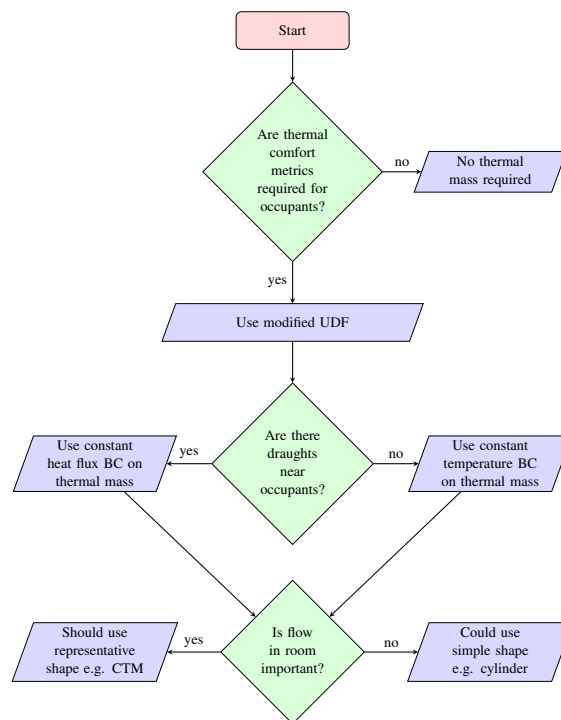 Start
Are thermal
comfort
metrics
required for
occupants?
no
No thermal
mass required
yes
Use modified UDF
Use constant
heat flux BC on
thermal mass
yes
Are there
draughts
near
occupants?
no
Use constant
temperature BC
on thermal mass
Should use
representative
shape e.g. CTM
yes
Is flow
in room
important?
no
Could use
simple shape
e.g. cylinder